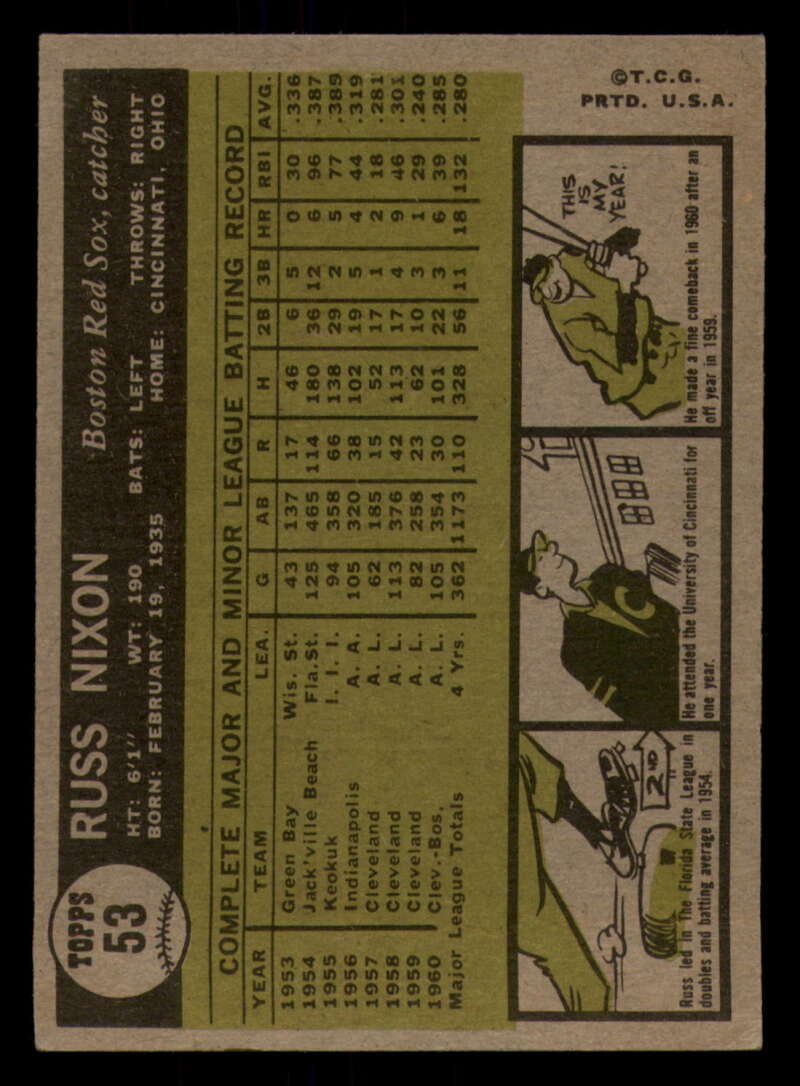 TOPPS
53
RUSS NIXON
Boston Red Sox, catcher
HT: 6'1" WT: 190 BATS: LEFT THROWS: RIGHT
BORN: FEBRUARY 19, 1935 HOME: CINCINNATI, OHIO
COMPLETE MAJOR AND MINOR LEAGUE BATTING RECORD
YEAR TEAM LEA. G AB R H 2B 3B HR RBI AVG.
1953 Green Bay Wis. St. 43 137 17 46 6 5 0 30 .336
1954 Jack'ville Beach Fla.St. 125 465 114 180 36 12 6 96 .387
1955 Keokuk I. I. I. 94 358 66 138 29 2 5 77 .389
1956 Indianapolis A. A. 105 320 38 102 19 5 4 44 .319
1957 Cleveland A. L. 62 185 15 52 17 1 2 18 .281
1958 Cleveland A. L. 113 376 42 113 17 4 9 46 .301
1959 Cleveland A. L. 82 258 23 62 10 3 1 29 .240
1960 Clev.-Bos. A. L. 105 354 30 101 22 3 6 39 .285
Major League Totals 4 Yrs. 362 1173 110 328 56 11 18 132 .280
2ND
Russ led in The Florida State League in
doubles and batting average in 1954.
C
He attended the University of Cincinnati for
one year.
THIS
IS
MY
YEAR!
He made a fine comeback in 1960 after an
off year in 1959.
©T.C.G.
PRTD. U.S.A.